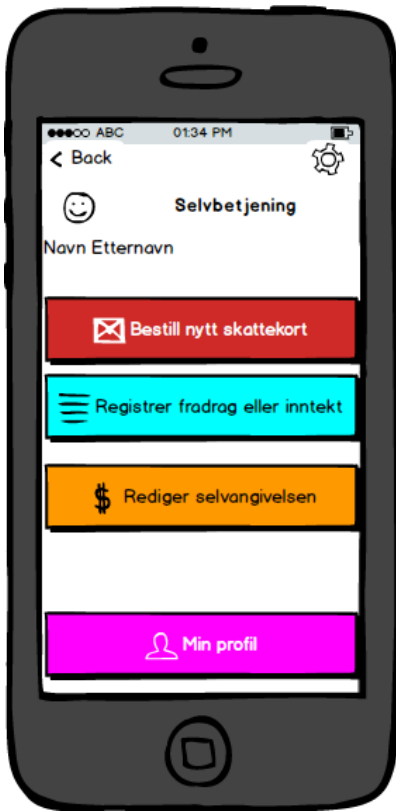 ABC 01:34 PM
Back
Selvbetjening
Navn Etternavn
Bestill nytt skattekort
Registrer fradrag eller inntekt
$ Rediger selvangivelsen
Min profil